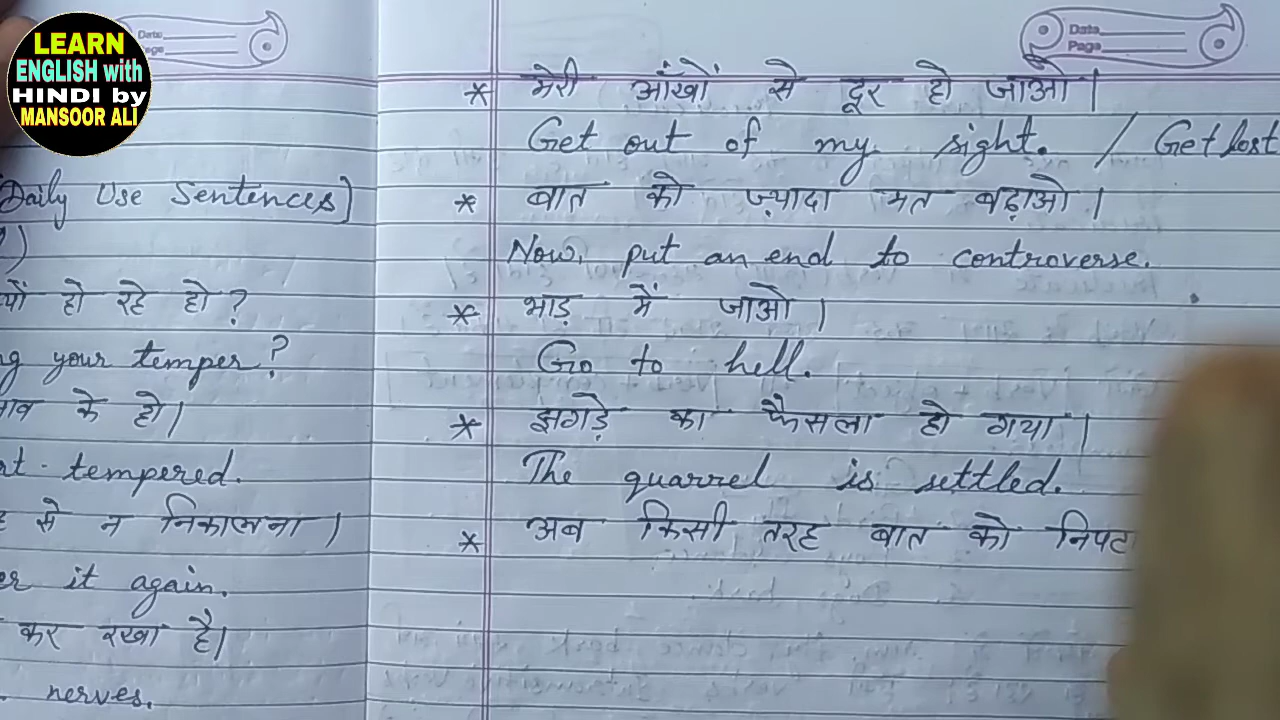 LEARN
ENGLISH with
HINDI by
MANSOOR ALI
Date
Page
Daily Use Sentences]
हो रहे हो?
your temper?
के हो।
tempered.
से न निकालना।
it again.
कर रखा है।
nerves.
Date
Page
* मेरी आँखों से दूर हो जाओ।
Get out of my sight. / Get lost
* बात को ज़्यादा मत बढ़ाओ।
Now, put an end to controverse.
* भाड़ में जाओ।
Go to hell.
* झगड़े का फैसला हो गया।
The quarrel is settled.
* अब किसी तरह बात को